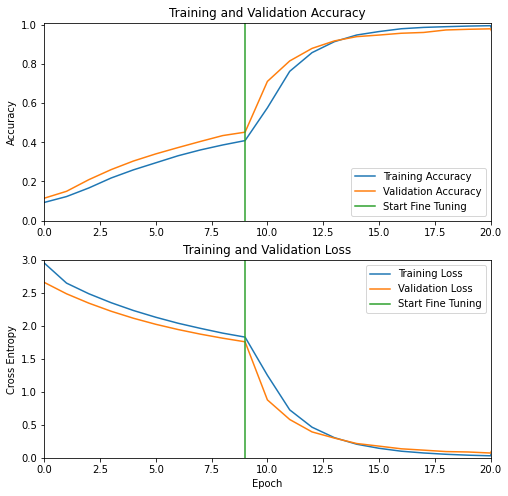 Training and Validation Accuracy
1.0
0.8
0.6
0.4
0.2
0.0
Accuracy
Training Accuracy
Validation Accuracy
Start Fine Tuning
0.0 2.5 5.0 7.5 10.0 12.5 15.0 17.5 20.0
Training and Validation Loss
3.0
2.5
2.0
1.5
1.0
0.5
0.0
Cross Entropy
Training Loss
Validation Loss
Start Fine Tuning
0.0 2.5 5.0 7.5 10.0 12.5 15.0 17.5 20.0
Epoch